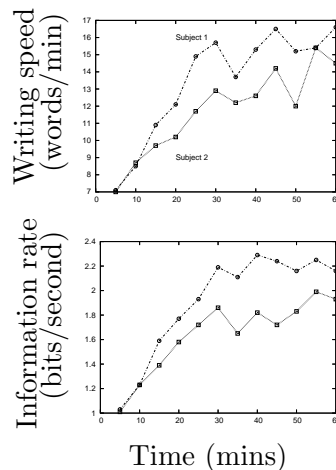 Writing speed
(words/min)
17
16
15
14
13
12
11
10
9
8
7
Subject 1
Subject 2
0 10 20 30 40 50 60
Information rate
(bits/second)
2.4
2.2
2
1.8
1.6
1.4
1.2
1
0 10 20 30 40 50 60
Time (mins)